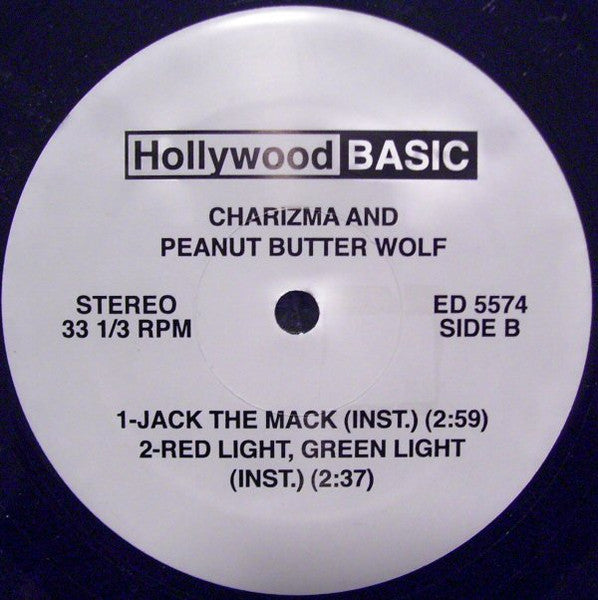 Hollywood BASIC
CHARIZMA AND
PEANUT BUTTER WOLF
STEREO
33 1/3 RPM
ED 5574
SIDE B
1-JACK THE MACK (INST.) (2:59)
2-RED LIGHT, GREEN LIGHT
(INST.) (2:37)